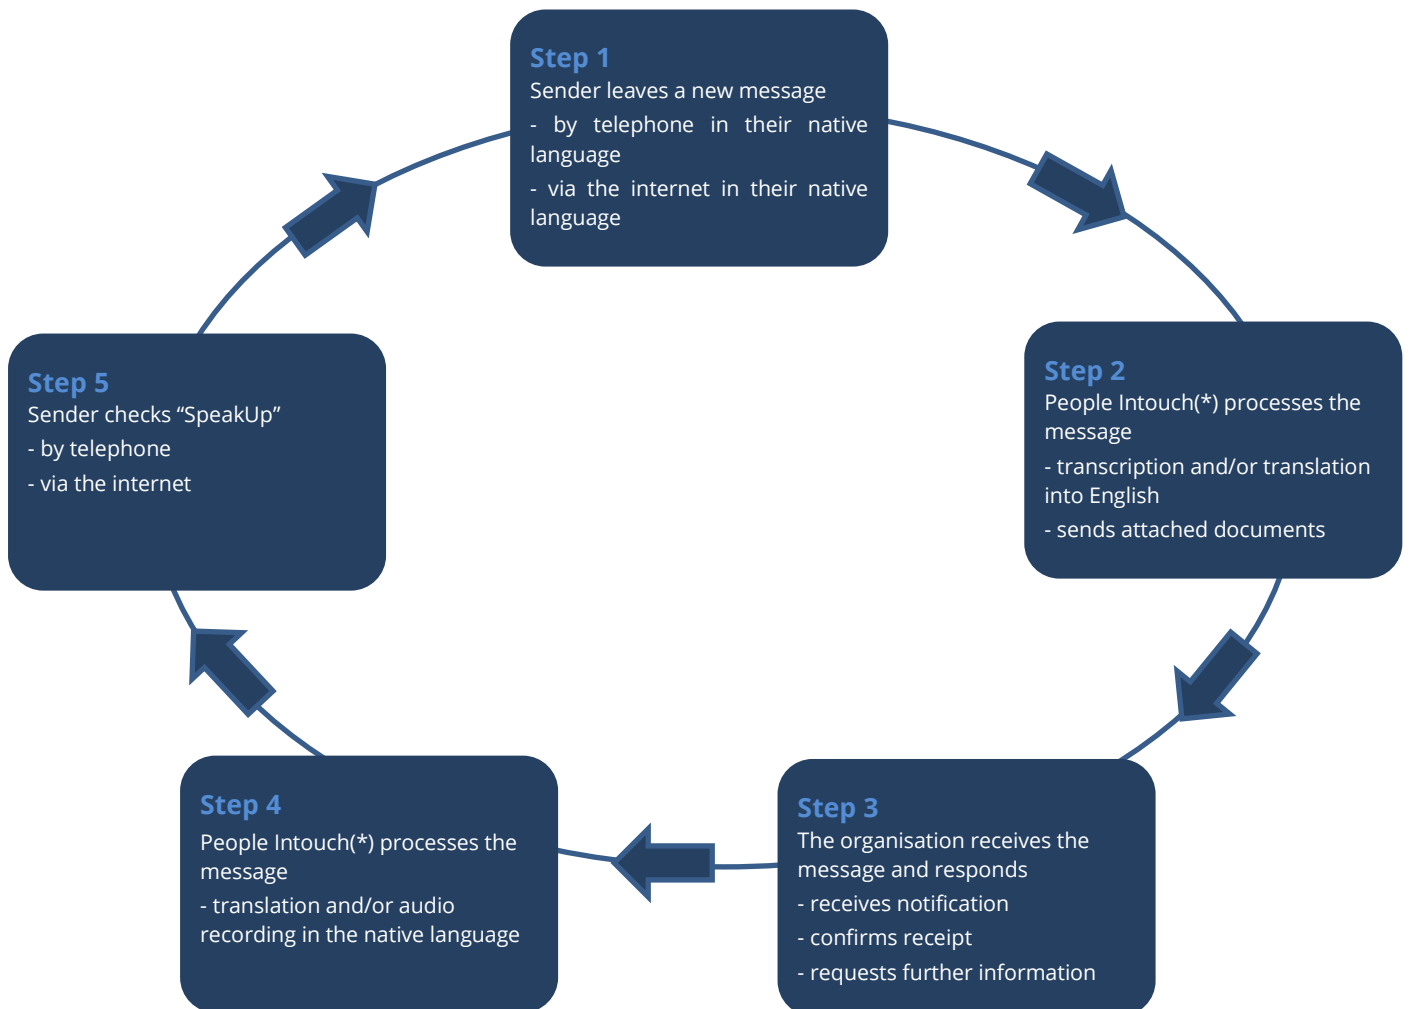 Step 1
Sender leaves a new message
- by telephone in their native
language
- via the internet in their native
language
Step 2
People Intouch(*) processes the
message
- transcription and/or translation
into English
- sends attached documents
Step 3
The organisation receives the
message and responds
- receives notification
- confirms receipt
- requests further information
Step 4
People Intouch(*) processes the
message
- translation and/or audio
recording in the native language
Step 5
Sender checks “SpeakUp”
- by telephone
- via the internet